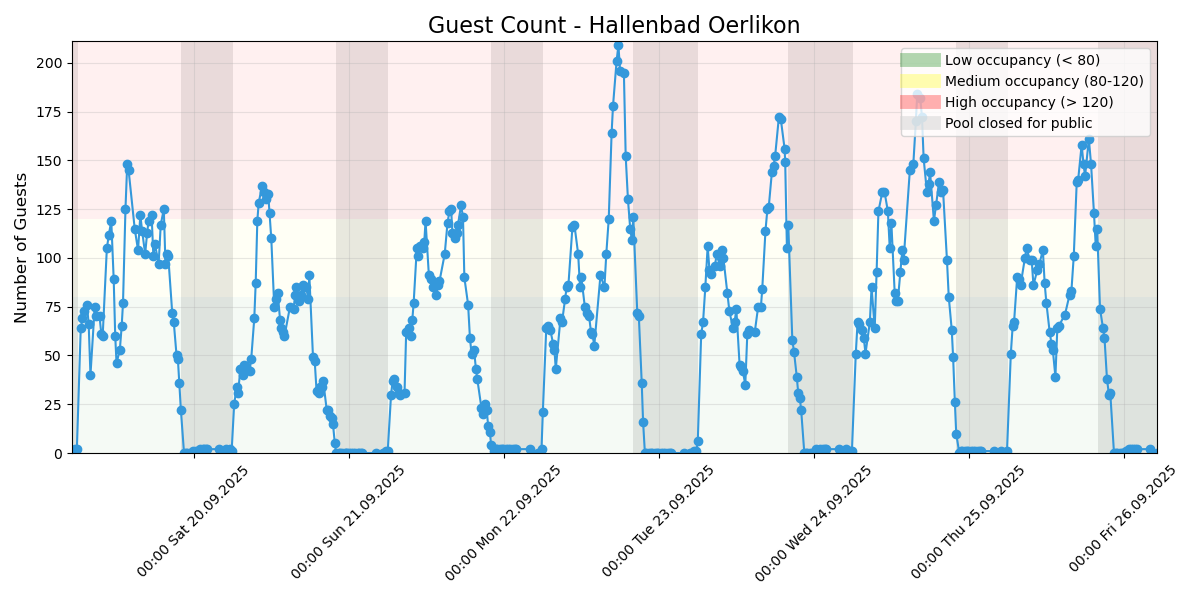 Guest Count - Hallenbad Oerlikon
Number of Guests
200
175
150
125
100
75
50
25
0
Low occupancy (< 80)
Medium occupancy (80-120)
High occupancy (> 120)
Pool closed for public
00:00 Sat 20.09.2025
00:00 Sun 21.09.2025
00:00 Mon 22.09.2025
00:00 Tue 23.09.2025
00:00 Wed 24.09.2025
00:00 Thu 25.09.2025
00:00 Fri 26.09.2025